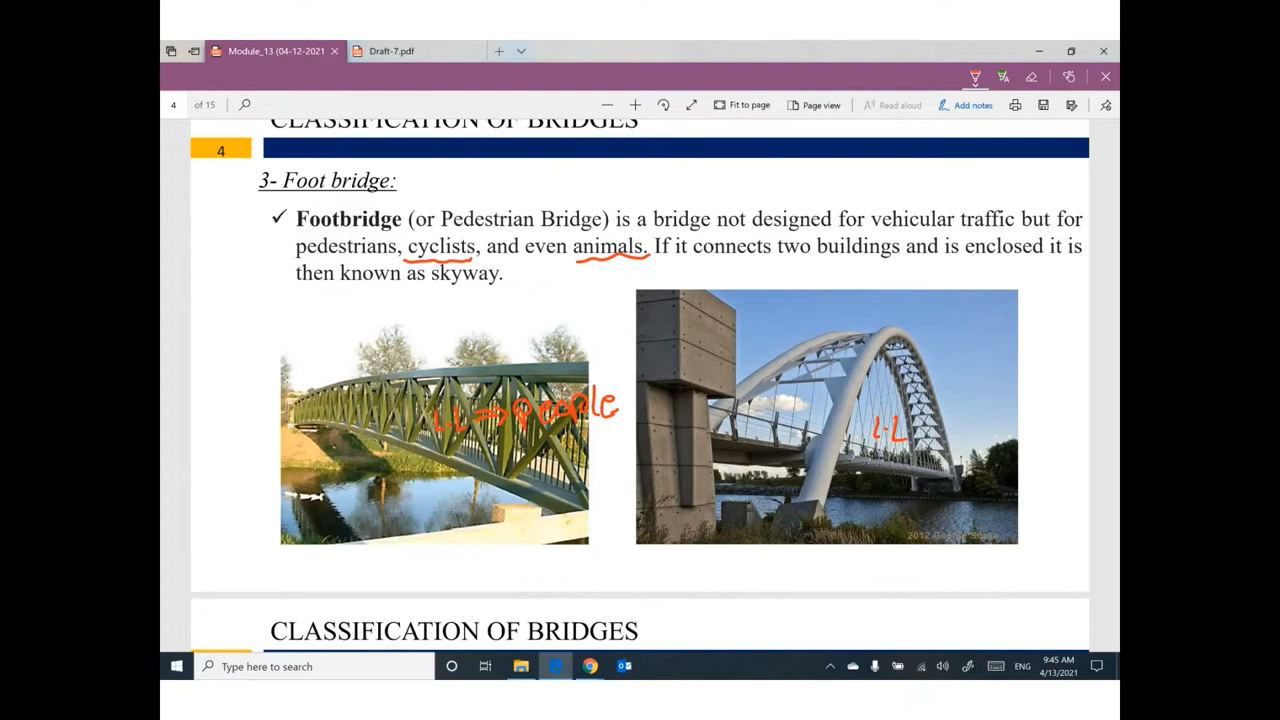 Module_13 (04-12-2021
Draft-7.pdf
4 of 15
Fit to page
Page view
Read aloud
Add notes
CLASSIFICATION OF BRIDGES
4
3- Foot bridge:
✓ Footbridge (or Pedestrian Bridge) is a bridge not designed for vehicular traffic but for
pedestrians, cyclists, and even animals. If it connects two buildings and is enclosed it is
then known as skyway.
L.L ⇒ people
L.L
CLASSIFICATION OF BRIDGES
Type here to search
ENG
9:45 AM
4/13/2021